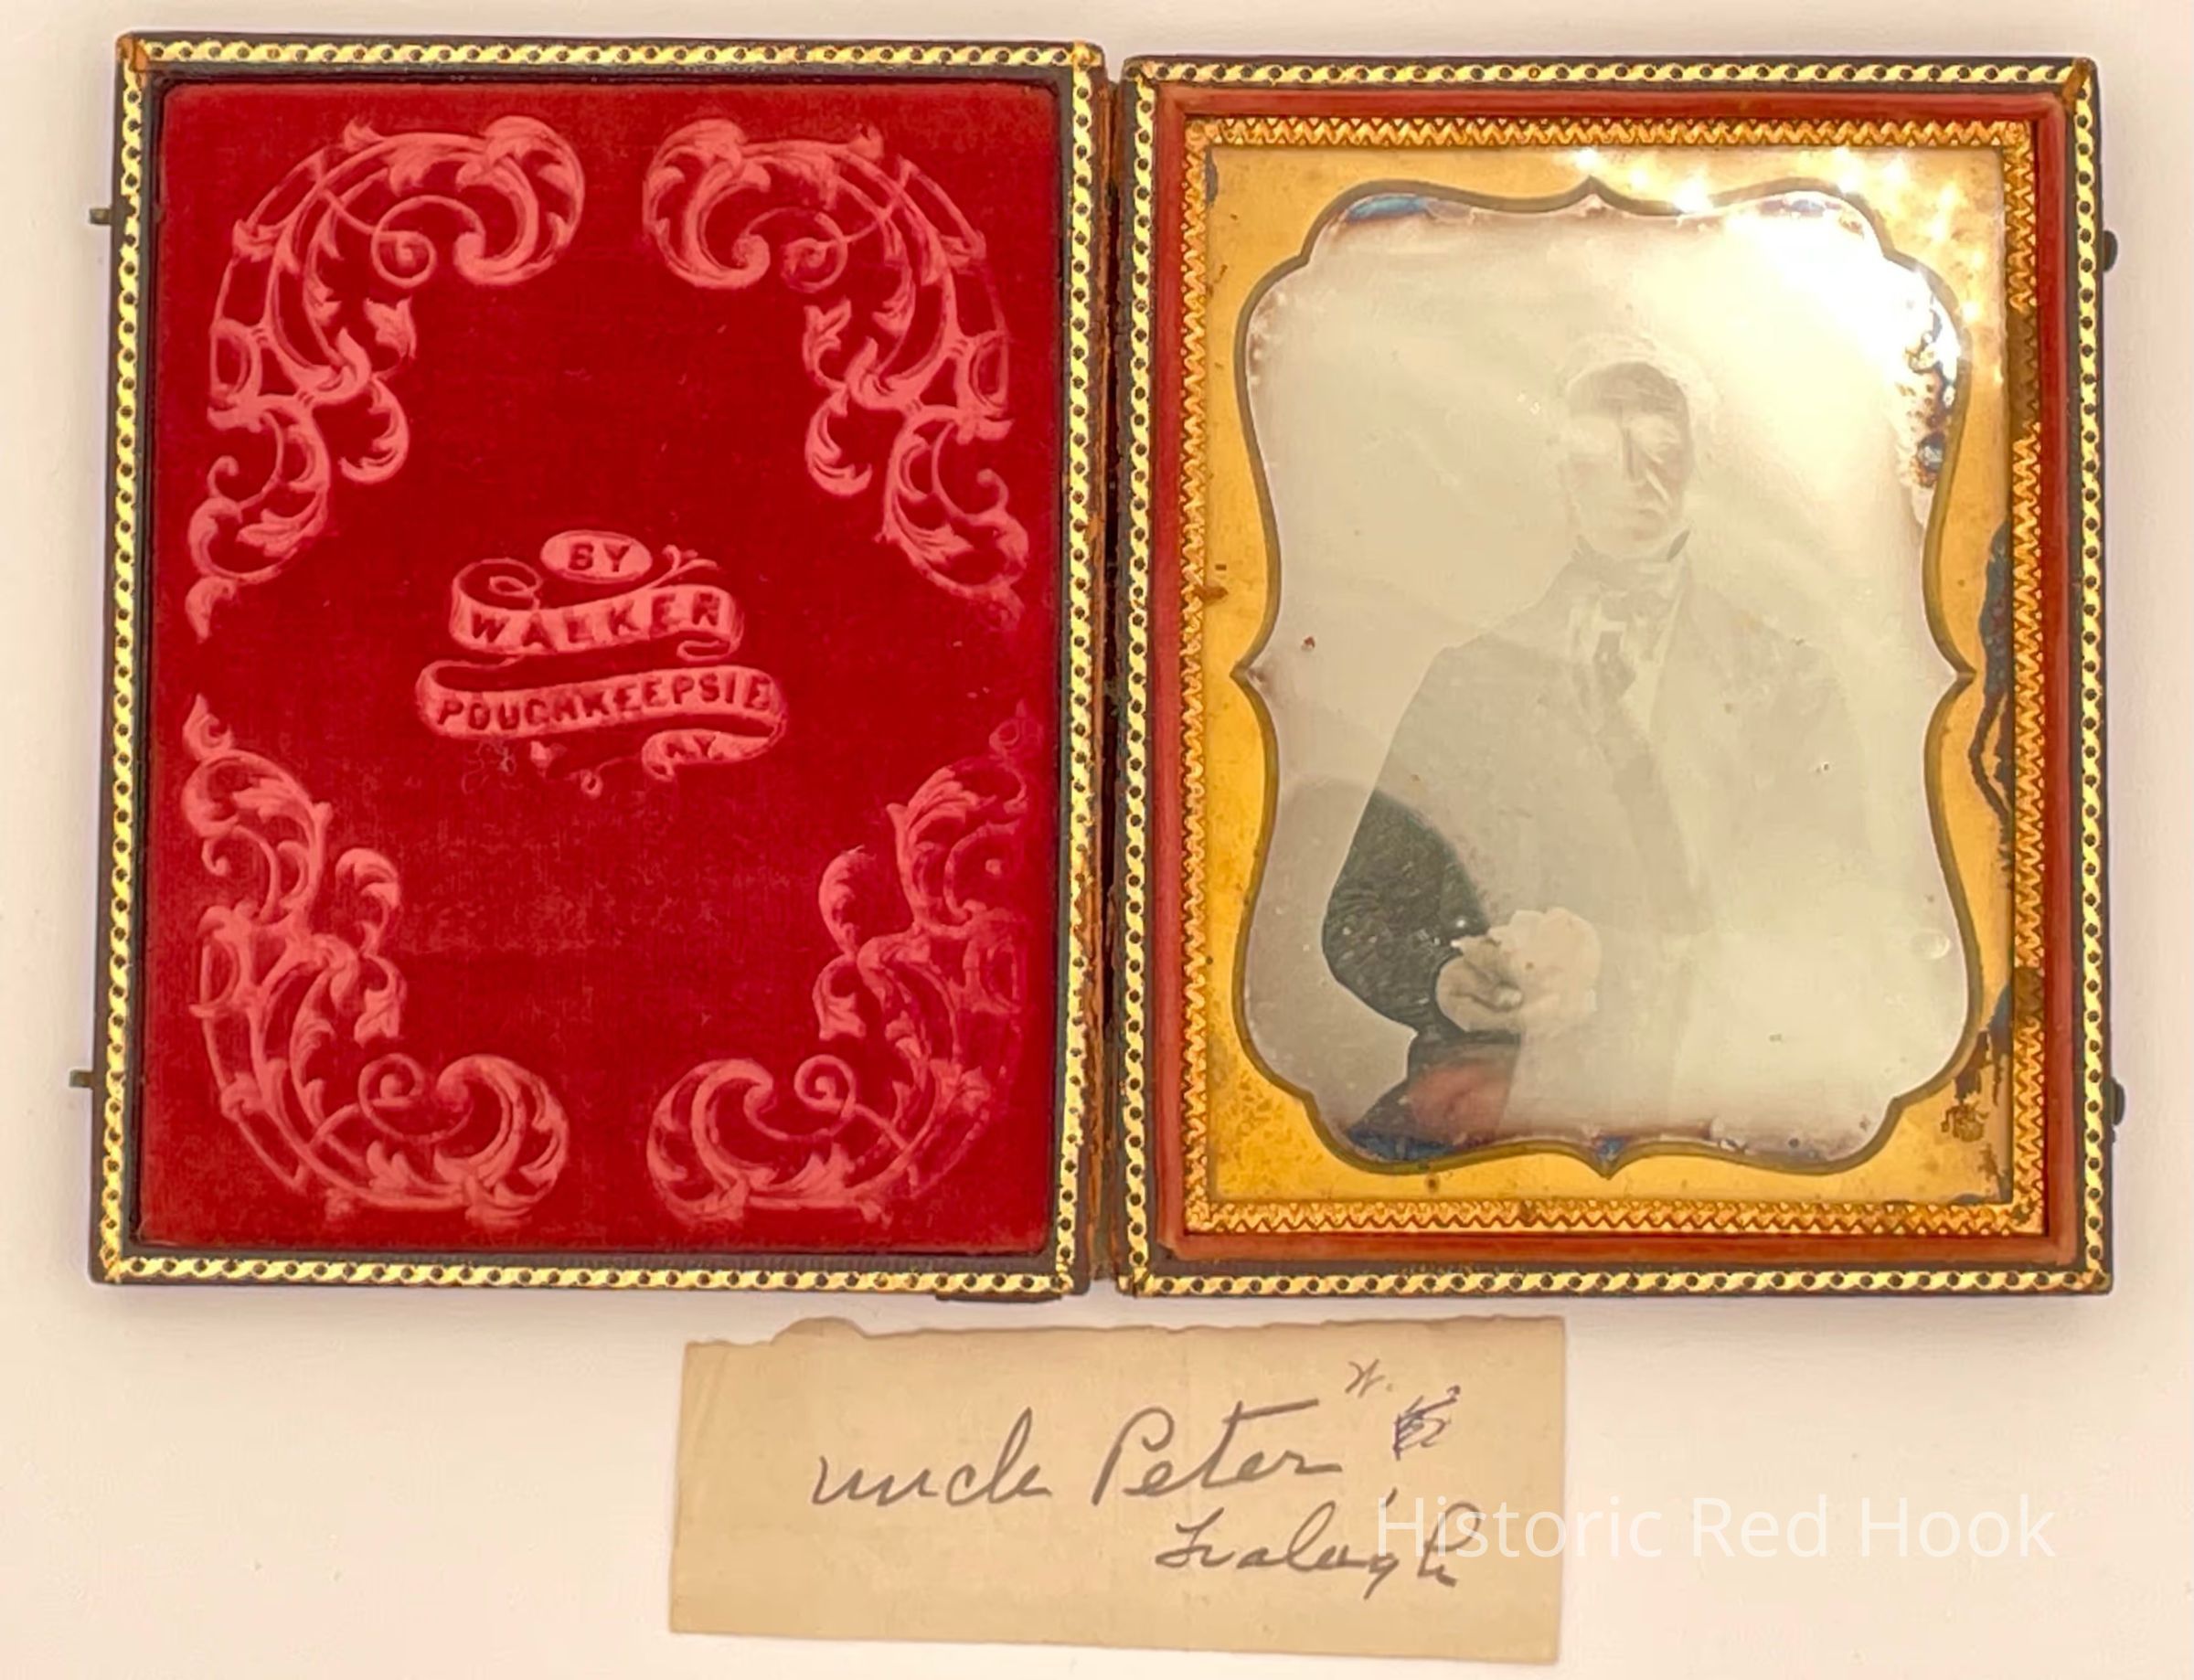 BY
WALKER
POUGHKEEPSIE
N.Y.
uncle Peter
Historic Red Hook